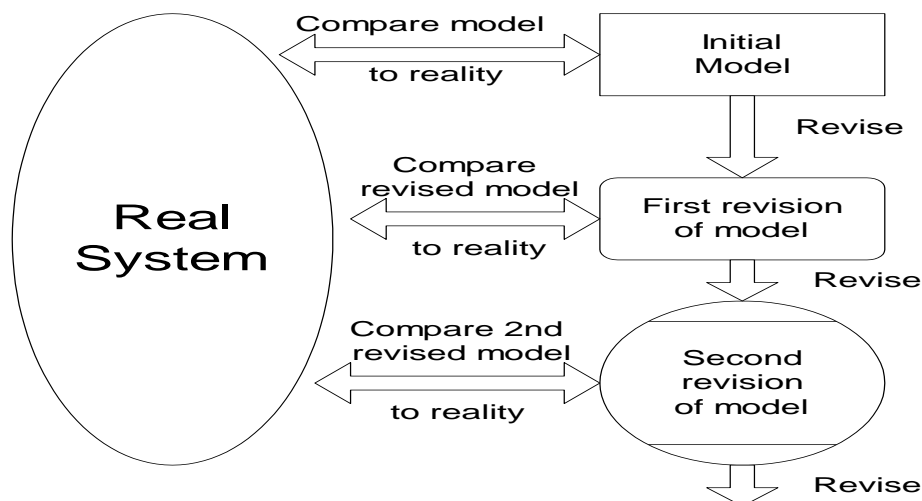 Compare model
to reality
Initial
Model
Revise
Compare
revised model
to reality
First revision
of model
Real
System
Revise
Compare 2nd
revised model
to reality
Second
revision
of model
Revise